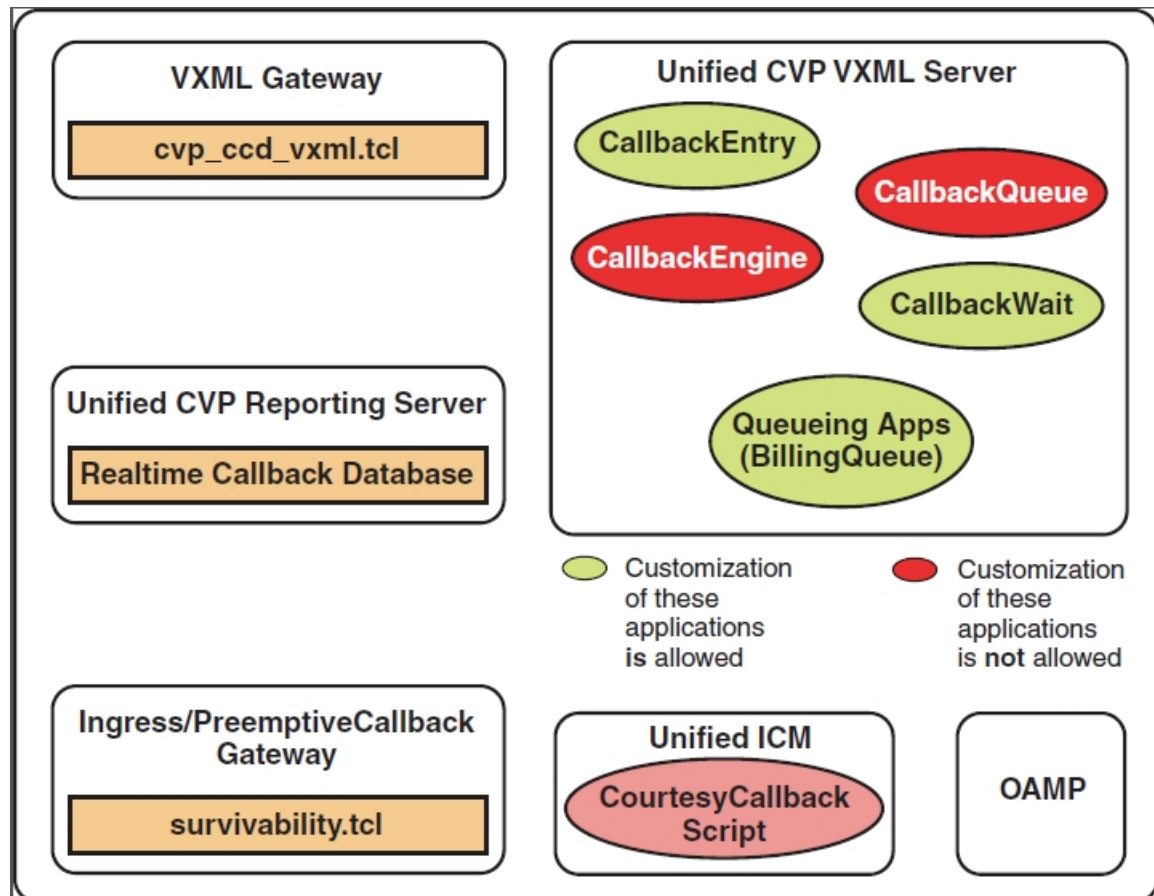 VXML Gateway
cvp_ccd_vxml.tcl
Unified CVP VXML Server
CallbackEntry
CallbackQueue
CallbackEngine
CallbackWait
Queueing Apps
(BillingQueue)
Unified CVP Reporting Server
Realtime Callback Database
Customization
of these
applications
is allowed
Customization
of these
applications
is not allowed
Ingress/PreemptiveCallback
Gateway
survivability.tcl
Unified ICM
CourtesyCallback
Script
OAMP